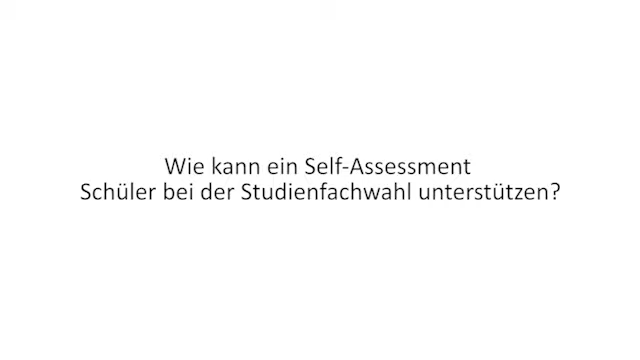 Wie kann ein Self-Assessment
Schüler bei der Studienfachwahl unterstützen?